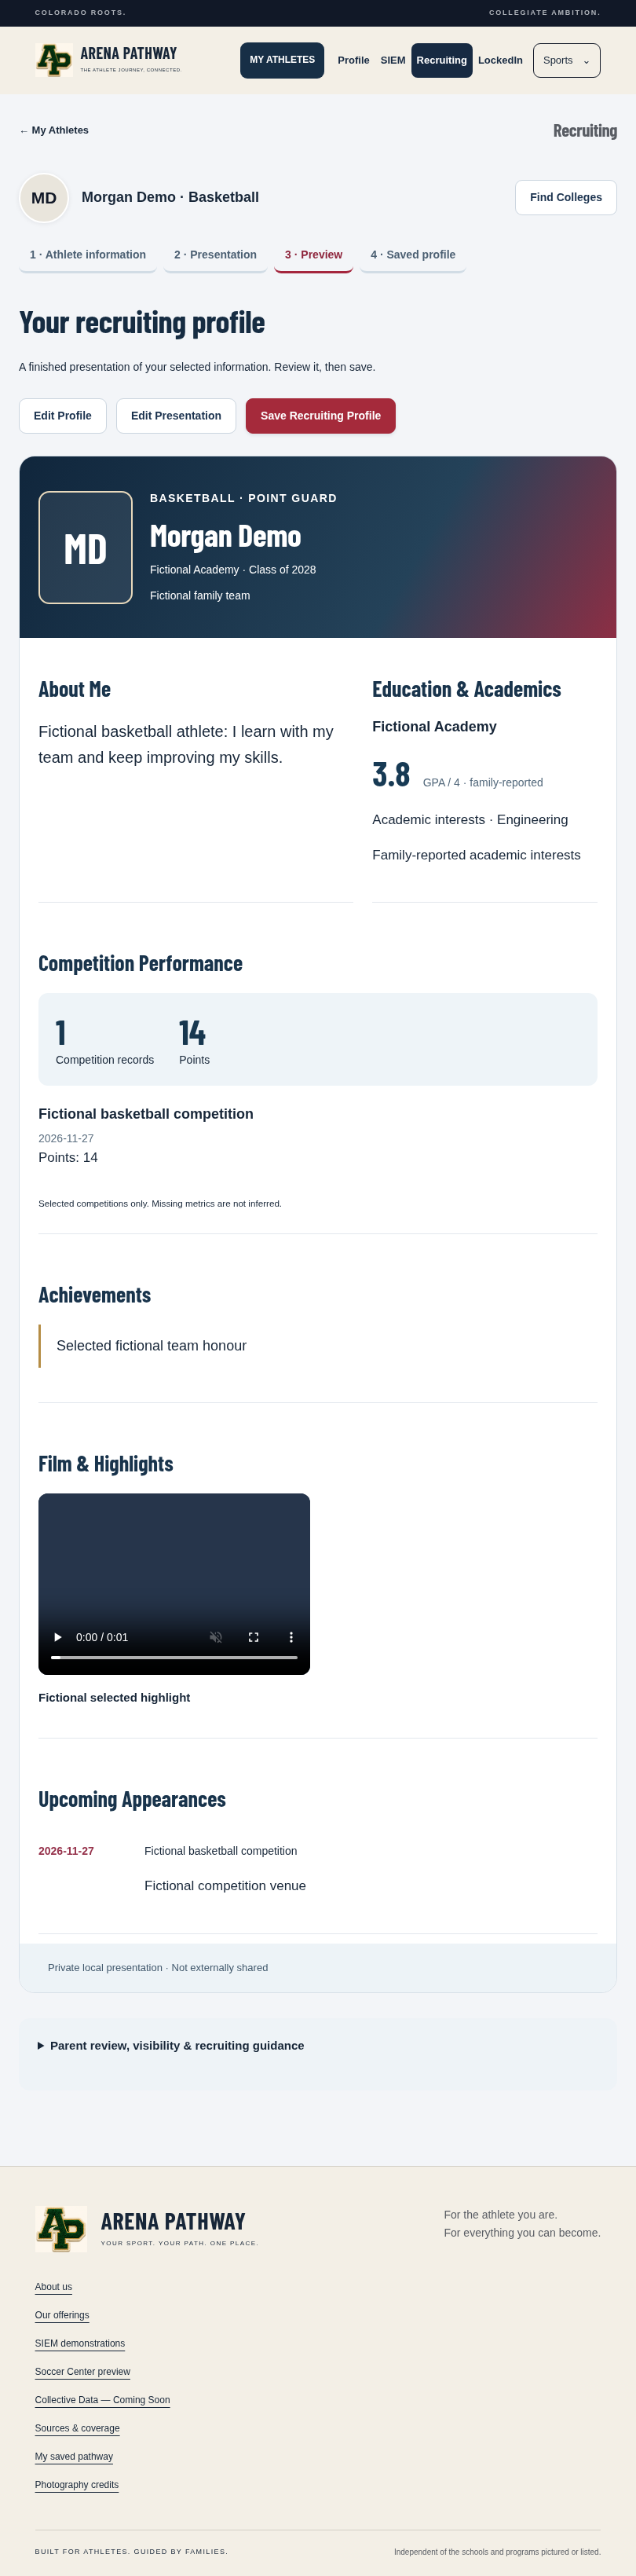 COLORADO ROOTS.
COLLEGIATE AMBITION.
AP
ARENA PATHWAY
THE ATHLETE JOURNEY. CONNECTED.
MY ATHLETES
Profile
SIEM
Recruiting
LockedIn
Sports
← My Athletes
Recruiting
MD
Morgan Demo · Basketball
Find Colleges
1 · Athlete information
2 · Presentation
3 · Preview
4 · Saved profile
Your recruiting profile
A finished presentation of your selected information. Review it, then save.
Edit Profile
Edit Presentation
Save Recruiting Profile
MD
BASKETBALL · POINT GUARD
Morgan Demo
Fictional Academy · Class of 2028
Fictional family team
About Me
Fictional basketball athlete: I learn with my
team and keep improving my skills.
Education & Academics
Fictional Academy
3.8 GPA / 4 · family-reported
Academic interests · Engineering
Family-reported academic interests
Competition Performance
1
Competition records
14
Points
Fictional basketball competition
2026-11-27
Points: 14
Selected competitions only. Missing metrics are not inferred.
Achievements
Selected fictional team honour
Film & Highlights
0:00 / 0:01
Fictional selected highlight
Upcoming Appearances
2026-11-27
Fictional basketball competition
Fictional competition venue
Private local presentation · Not externally shared
Parent review, visibility & recruiting guidance
AP
ARENA PATHWAY
YOUR SPORT. YOUR PATH. ONE PLACE.
For the athlete you are.
For everything you can become.
About us
Our offerings
SIEM demonstrations
Soccer Center preview
Collective Data — Coming Soon
Sources & coverage
My saved pathway
Photography credits
BUILT FOR ATHLETES. GUIDED BY FAMILIES.
Independent of the schools and programs pictured or listed.